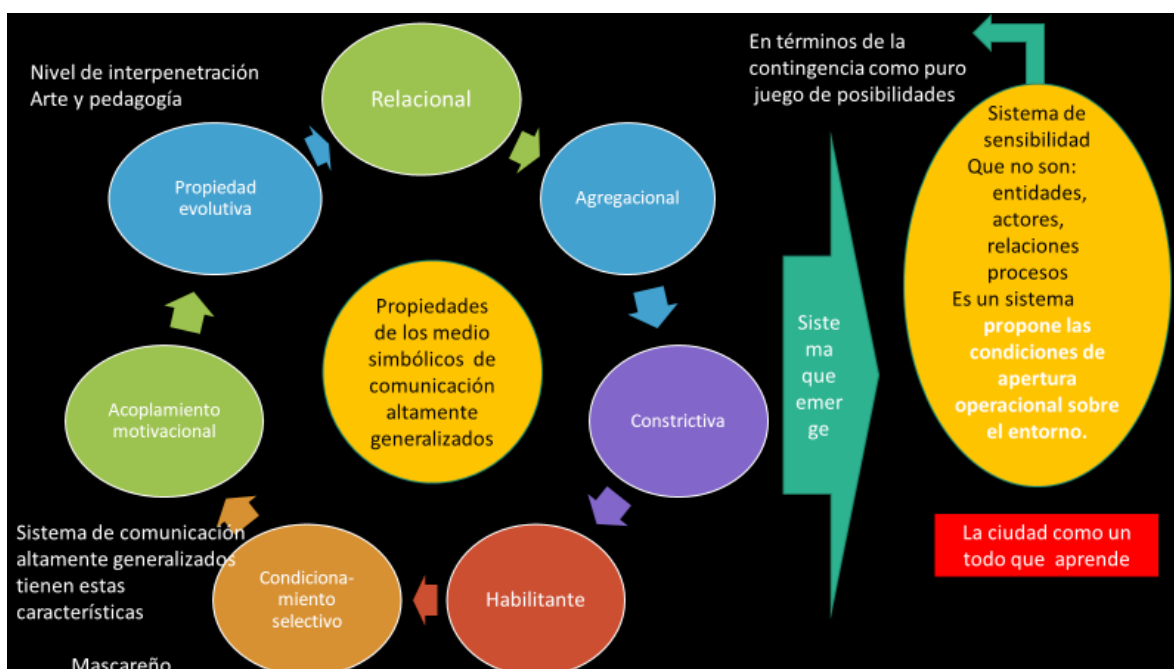 Nivel de interpenetración
Arte y pedagogía
Relacional
Agregacional
Constrictiva
Habilitante
Condiciona-
miento
selectivo
Acoplamiento
motivacional
Propiedad
evolutiva
Propiedades
de los medio
simbólicos de
comunicación
altamente
generalizados
Sistema de comunicación
altamente generalizados
tienen estas
características
Mascareño
Siste
ma
que
emer
ge
En términos de la
contingencia como puro
juego de posibilidades
Sistema de
sensibilidad
Que no son:
entidades,
actores,
relaciones
procesos
Es un sistema
propone las
condiciones de
apertura
operacional sobre
el entorno.
La ciudad como un
todo que aprende